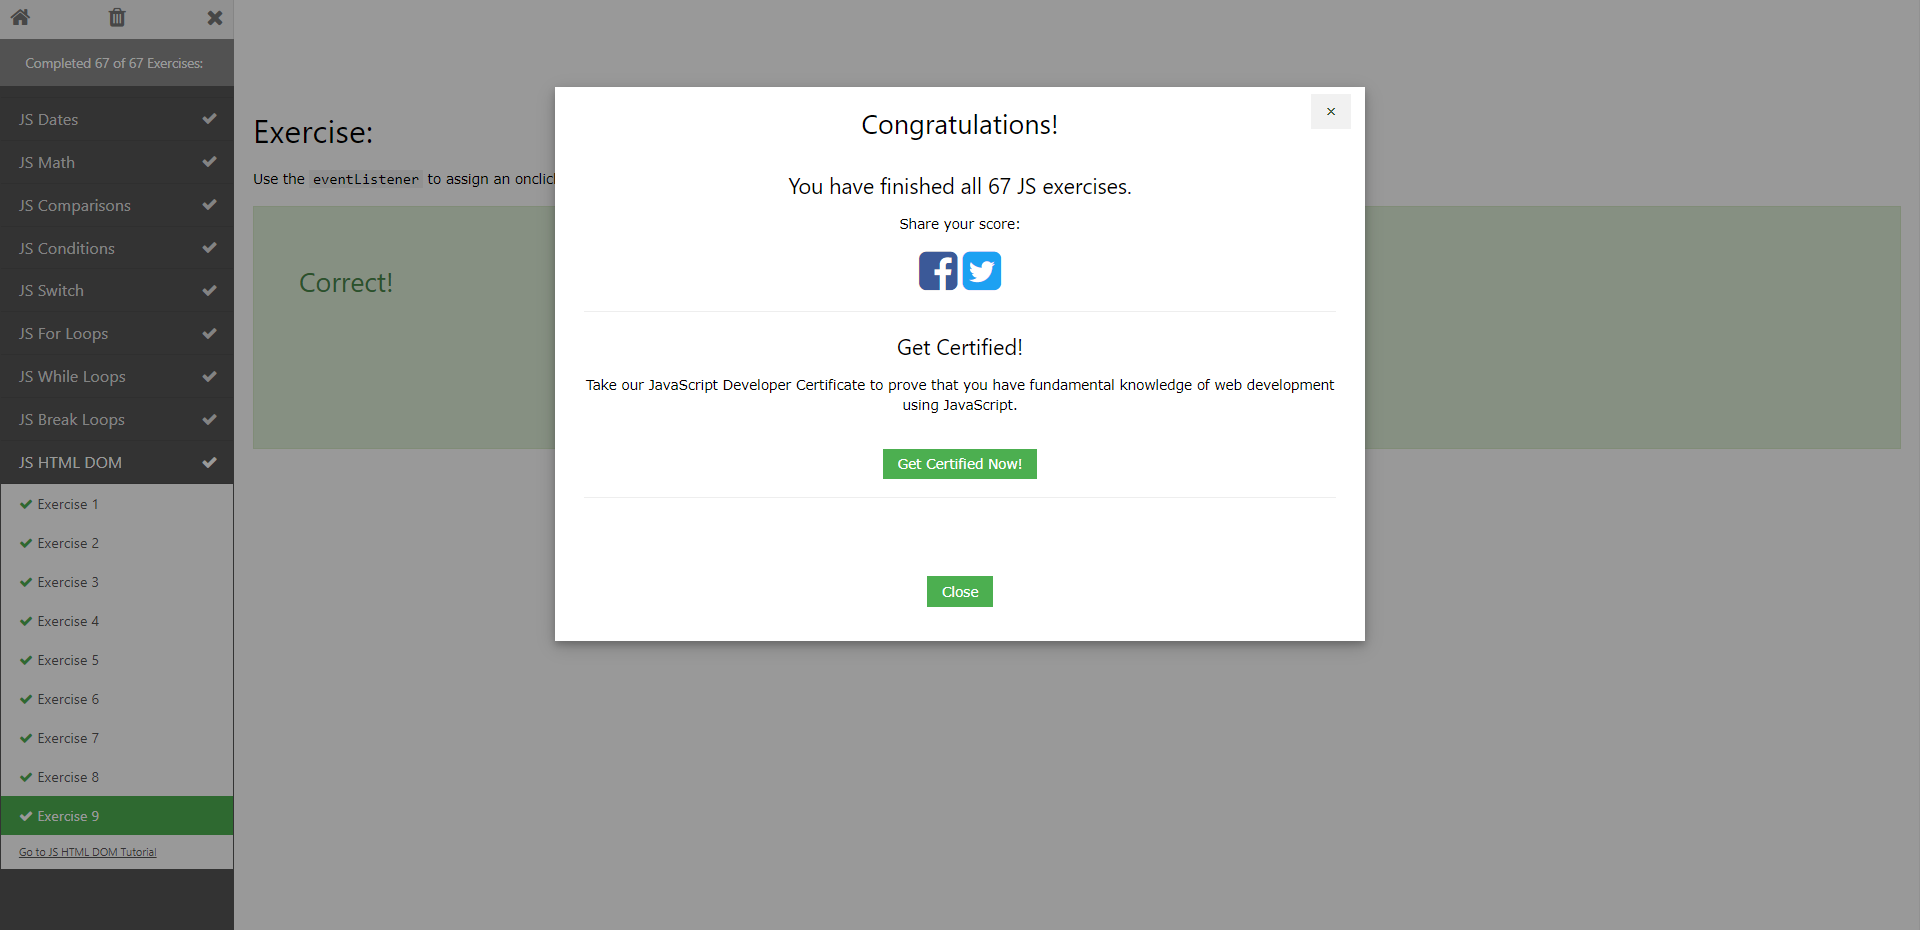 Completed 67 of 67 Exercises:
JS Dates
JS Math
JS Comparisons
JS Conditions
JS Switch
JS For Loops
JS While Loops
JS Break Loops
JS HTML DOM
Exercise 1
Exercise 2
Exercise 3
Exercise 4
Exercise 5
Exercise 6
Exercise 7
Exercise 8
Exercise 9
Go to JS HTML DOM Tutorial
Exercise:
Use the eventListener to assign an
Correct!
×
Congratulations!
You have finished all 67 JS exercises.
Share your score:
Get Certified!
Take our JavaScript Developer Certificate to prove that you have fundamental knowledge of web development
using JavaScript.
Get Certified Now!
Close